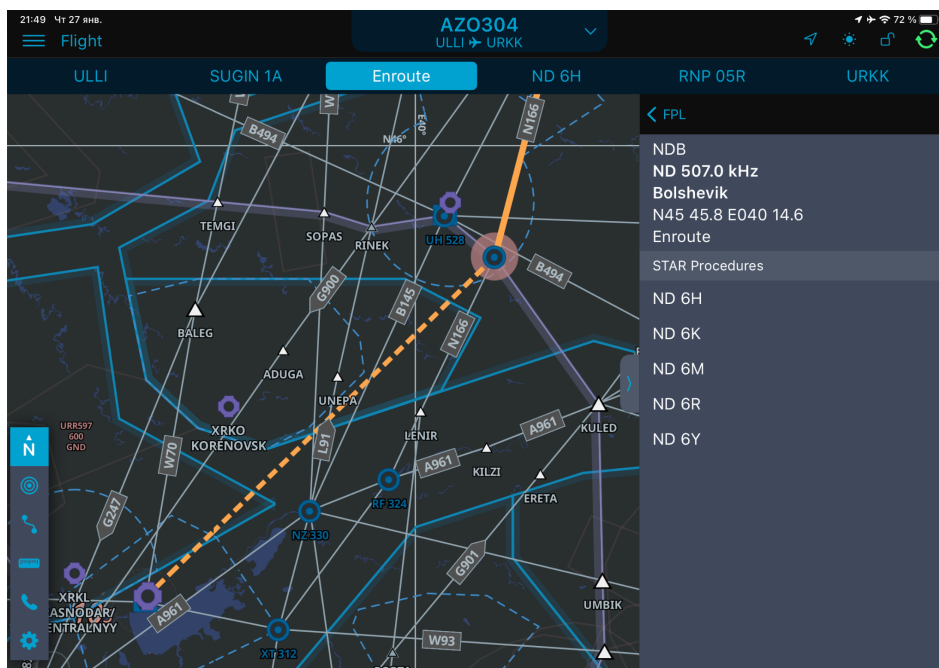 21:49 Чт 27 янв.
72 %
Flight
AZO304
ULLI ✈ URKK
ULLI
SUGIN 1A
Enroute
ND 6H
RNP 05R
URKK
FPL
NDB
ND 507.0 kHz
Bolshevik
N45 45.8 E040 14.6
Enroute
STAR Procedures
ND 6H
ND 6K
ND 6M
ND 6R
ND 6Y
B494
N46°
E40°
N166
TEMGI
SOPAS
RINEK
UH 528
B494
G900
B145
N166
BALEG
ADUGA
UNEPA
XRKO
KORENOVSK
URR597
600
GND
N
W70
L91
LENIR
A961
KULED
A961
KILZI
RF 324
ERETA
NZ 330
G247
G901
XRKL
ASNODAR/
ENTRALNYY
A961
UMBIK
XT 312
W93